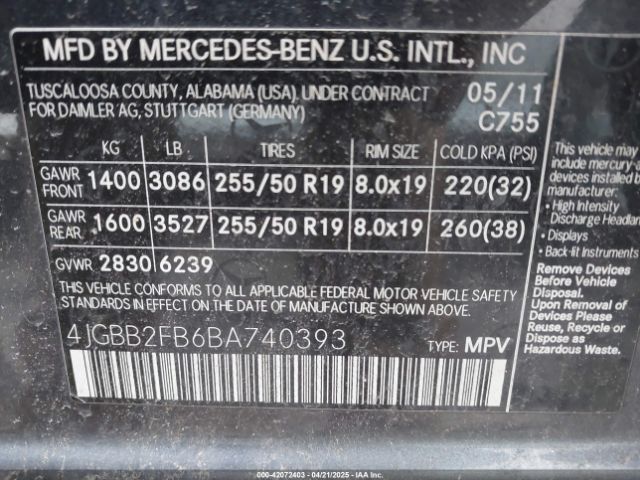 MFD BY MERCEDES-BENZ U.S. INTL., INC
TUSCALOOSA COUNTY, ALABAMA (USA), UNDER CONTRACT 05/11
FOR DAIMLER AG, STUTTGART (GERMANY) C755
KG LB TIRES RIM SIZE COLD KPA (PSI)
GAWR FRONT 1400 3086 255/50 R19 8.0x19 220(32)
GAWR REAR 1600 3527 255/50 R19 8.0x19 260(38)
GVWR 2830 6239
THIS VEHICLE CONFORMS TO ALL APPLICABLE FEDERAL MOTOR VEHICLE SAFETY
STANDARDS IN EFFECT ON THE DATE OF MANUFACTURE SHOWN ABOVE.
4JGBB2FB6BA740393 TYPE: MPV
This vehicle may
include mercury-
devices installed b
• High Intensity
Discharge Headla
• Displays
• Back-lit Instruments
Remove Devices
Before Vehicle
Disposal.
Upon Removal of
Devices Please
Reuse, Recycle or
Dispose as
Hazardous Waste.
000-42072403 - 04/21/2025 - IAAI.COM